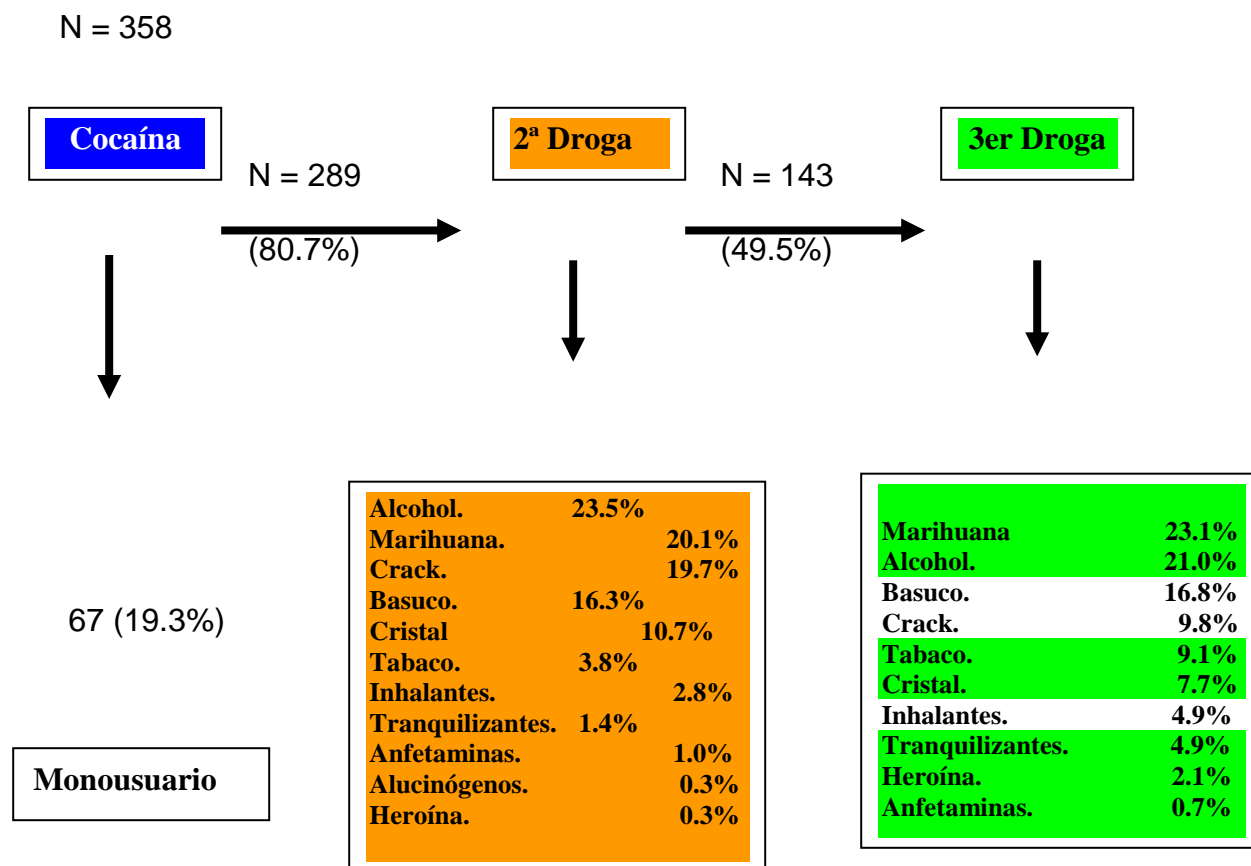 N = 358
Cocaína
N = 289
(80.7%)
2ª Droga
N = 143
(49.5%)
3er Droga
67 (19.3%)
Monousuario
Alcohol. 23.5%
Marihuana. 20.1%
Crack. 19.7%
Basuco. 16.3%
Cristal 10.7%
Tabaco. 3.8%
Inhalantes. 2.8%
Tranquilizantes. 1.4%
Anfetaminas. 1.0%
Alucinógenos. 0.3%
Heroína. 0.3%
Marihuana 23.1%
Alcohol. 21.0%
Basuco. 16.8%
Crack. 9.8%
Tabaco. 9.1%
Cristal. 7.7%
Inhalantes. 4.9%
Tranquilizantes. 4.9%
Heroína. 2.1%
Anfetaminas. 0.7%